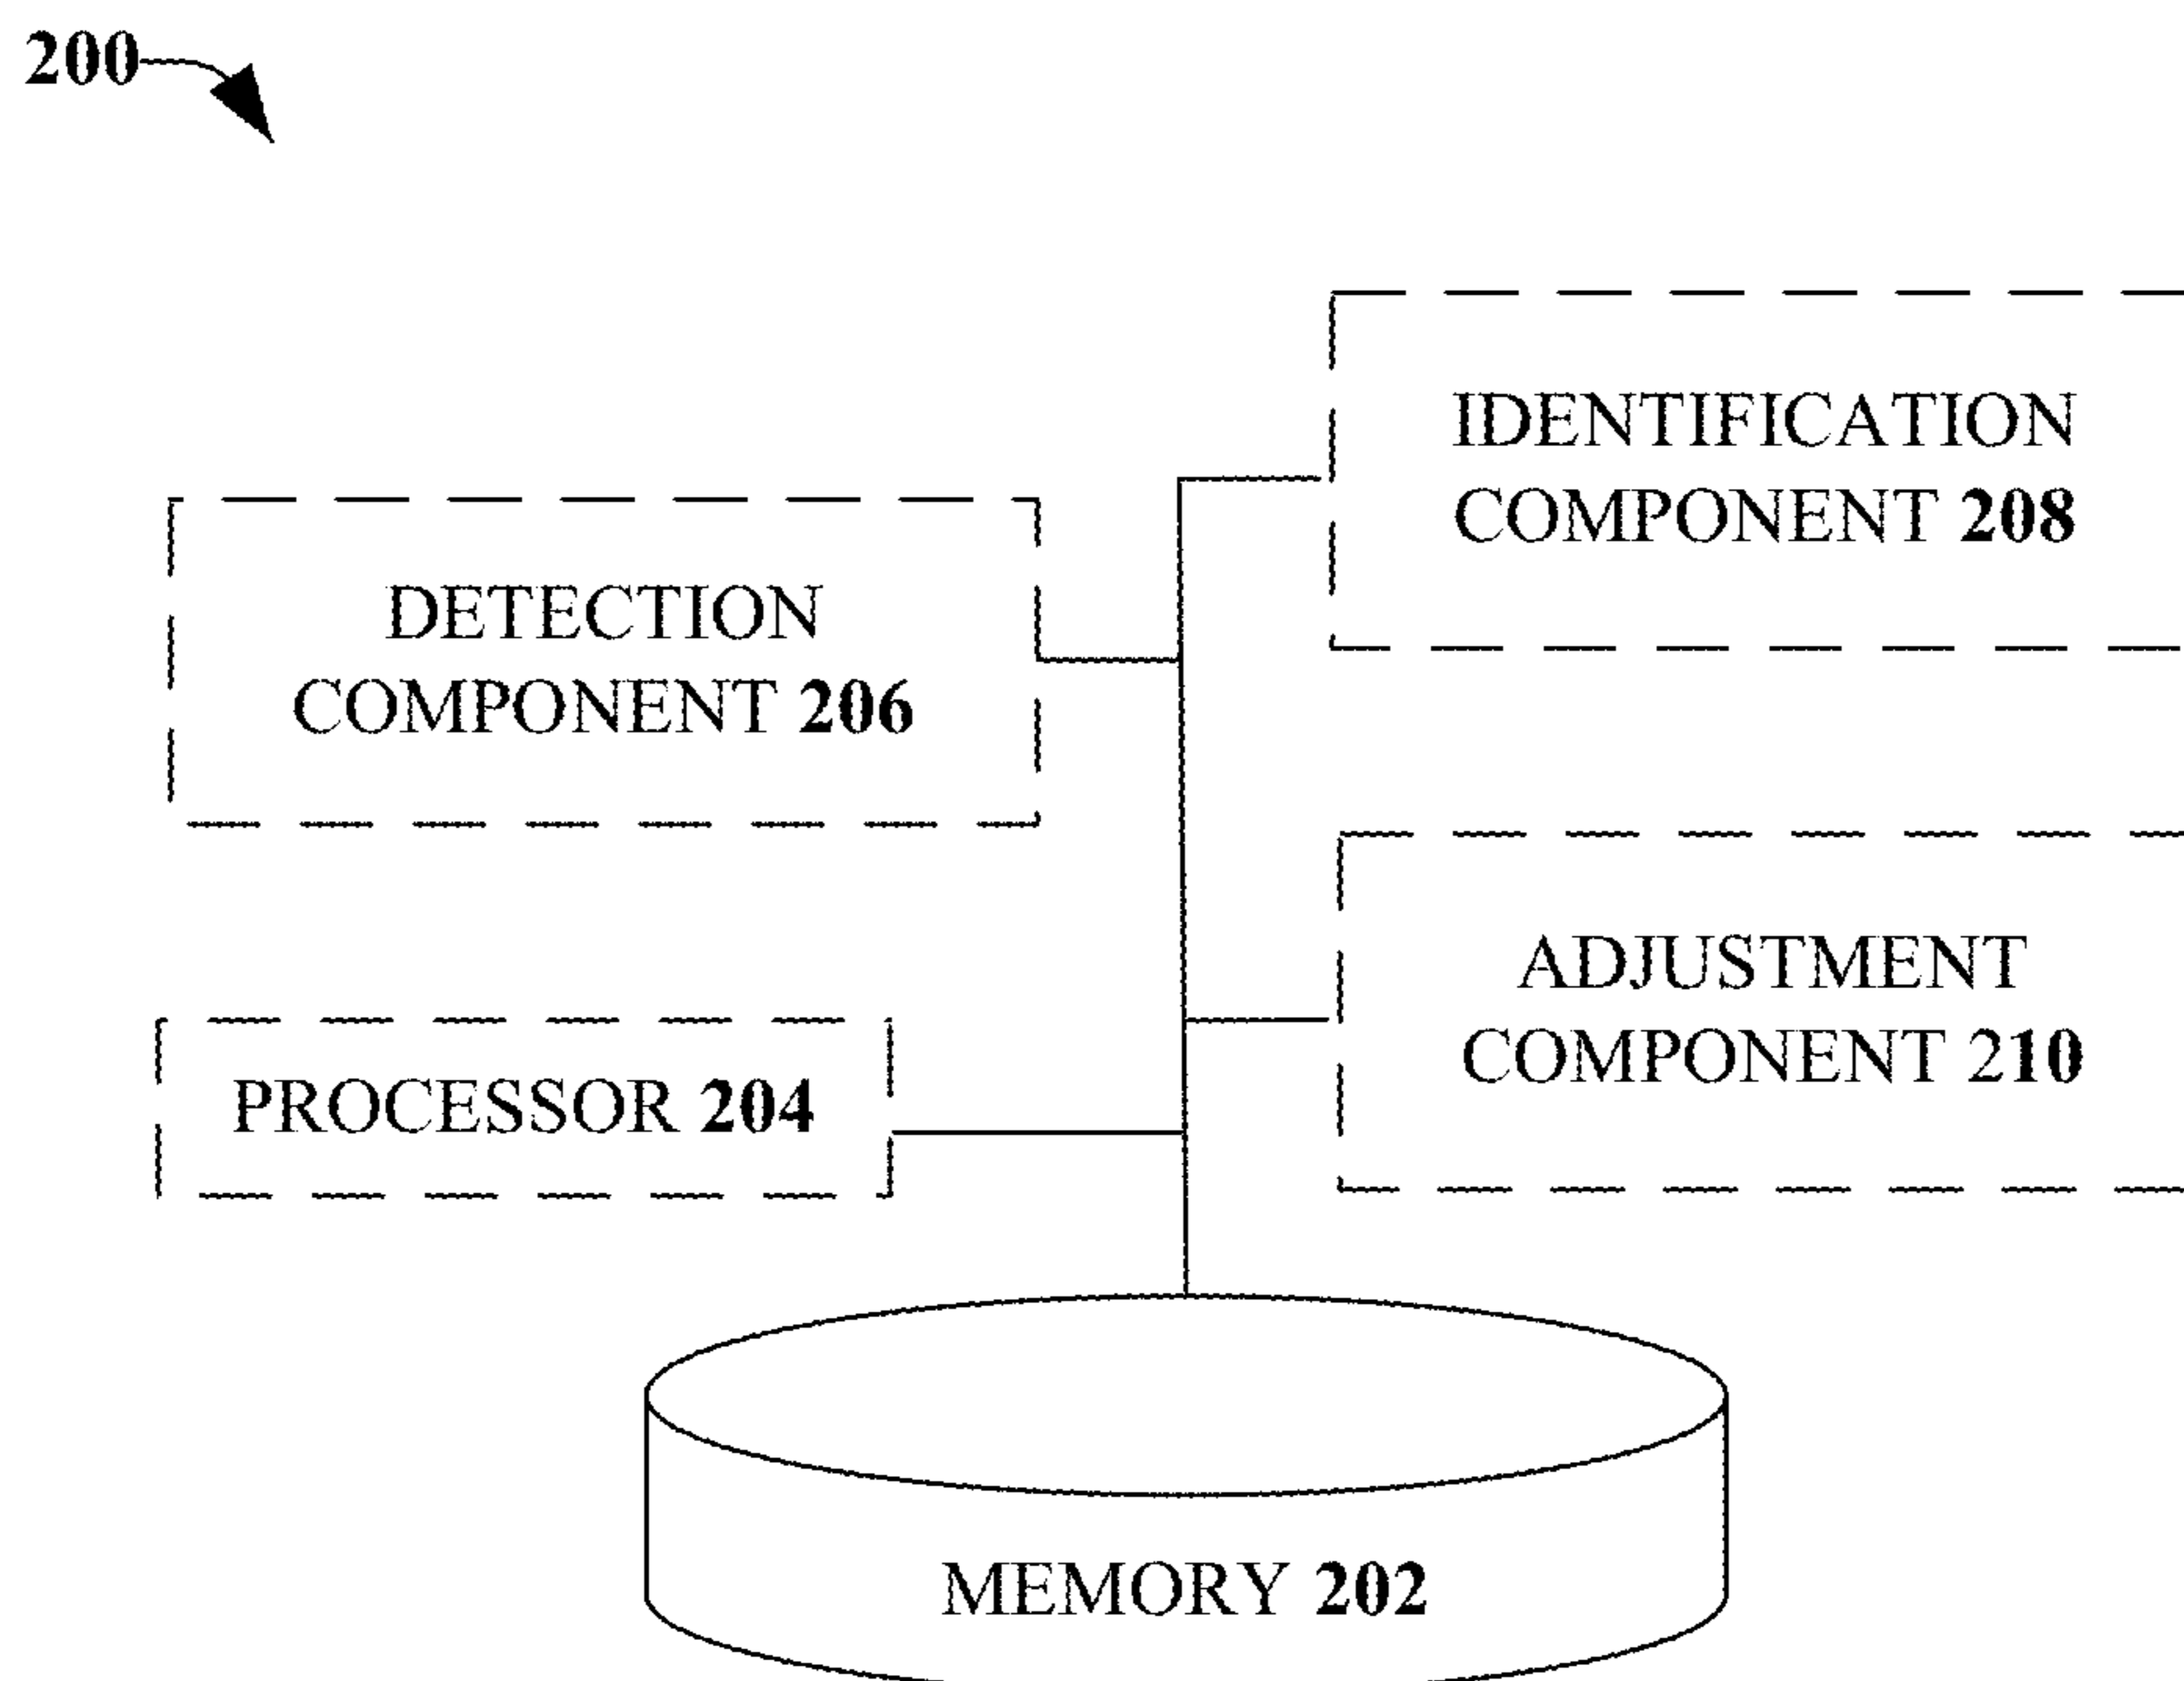 200
IDENTIFICATION
COMPONENT 208
DETECTION
COMPONENT 206
ADJUSTMENT
COMPONENT 210
PROCESSOR 204
MEMORY 202